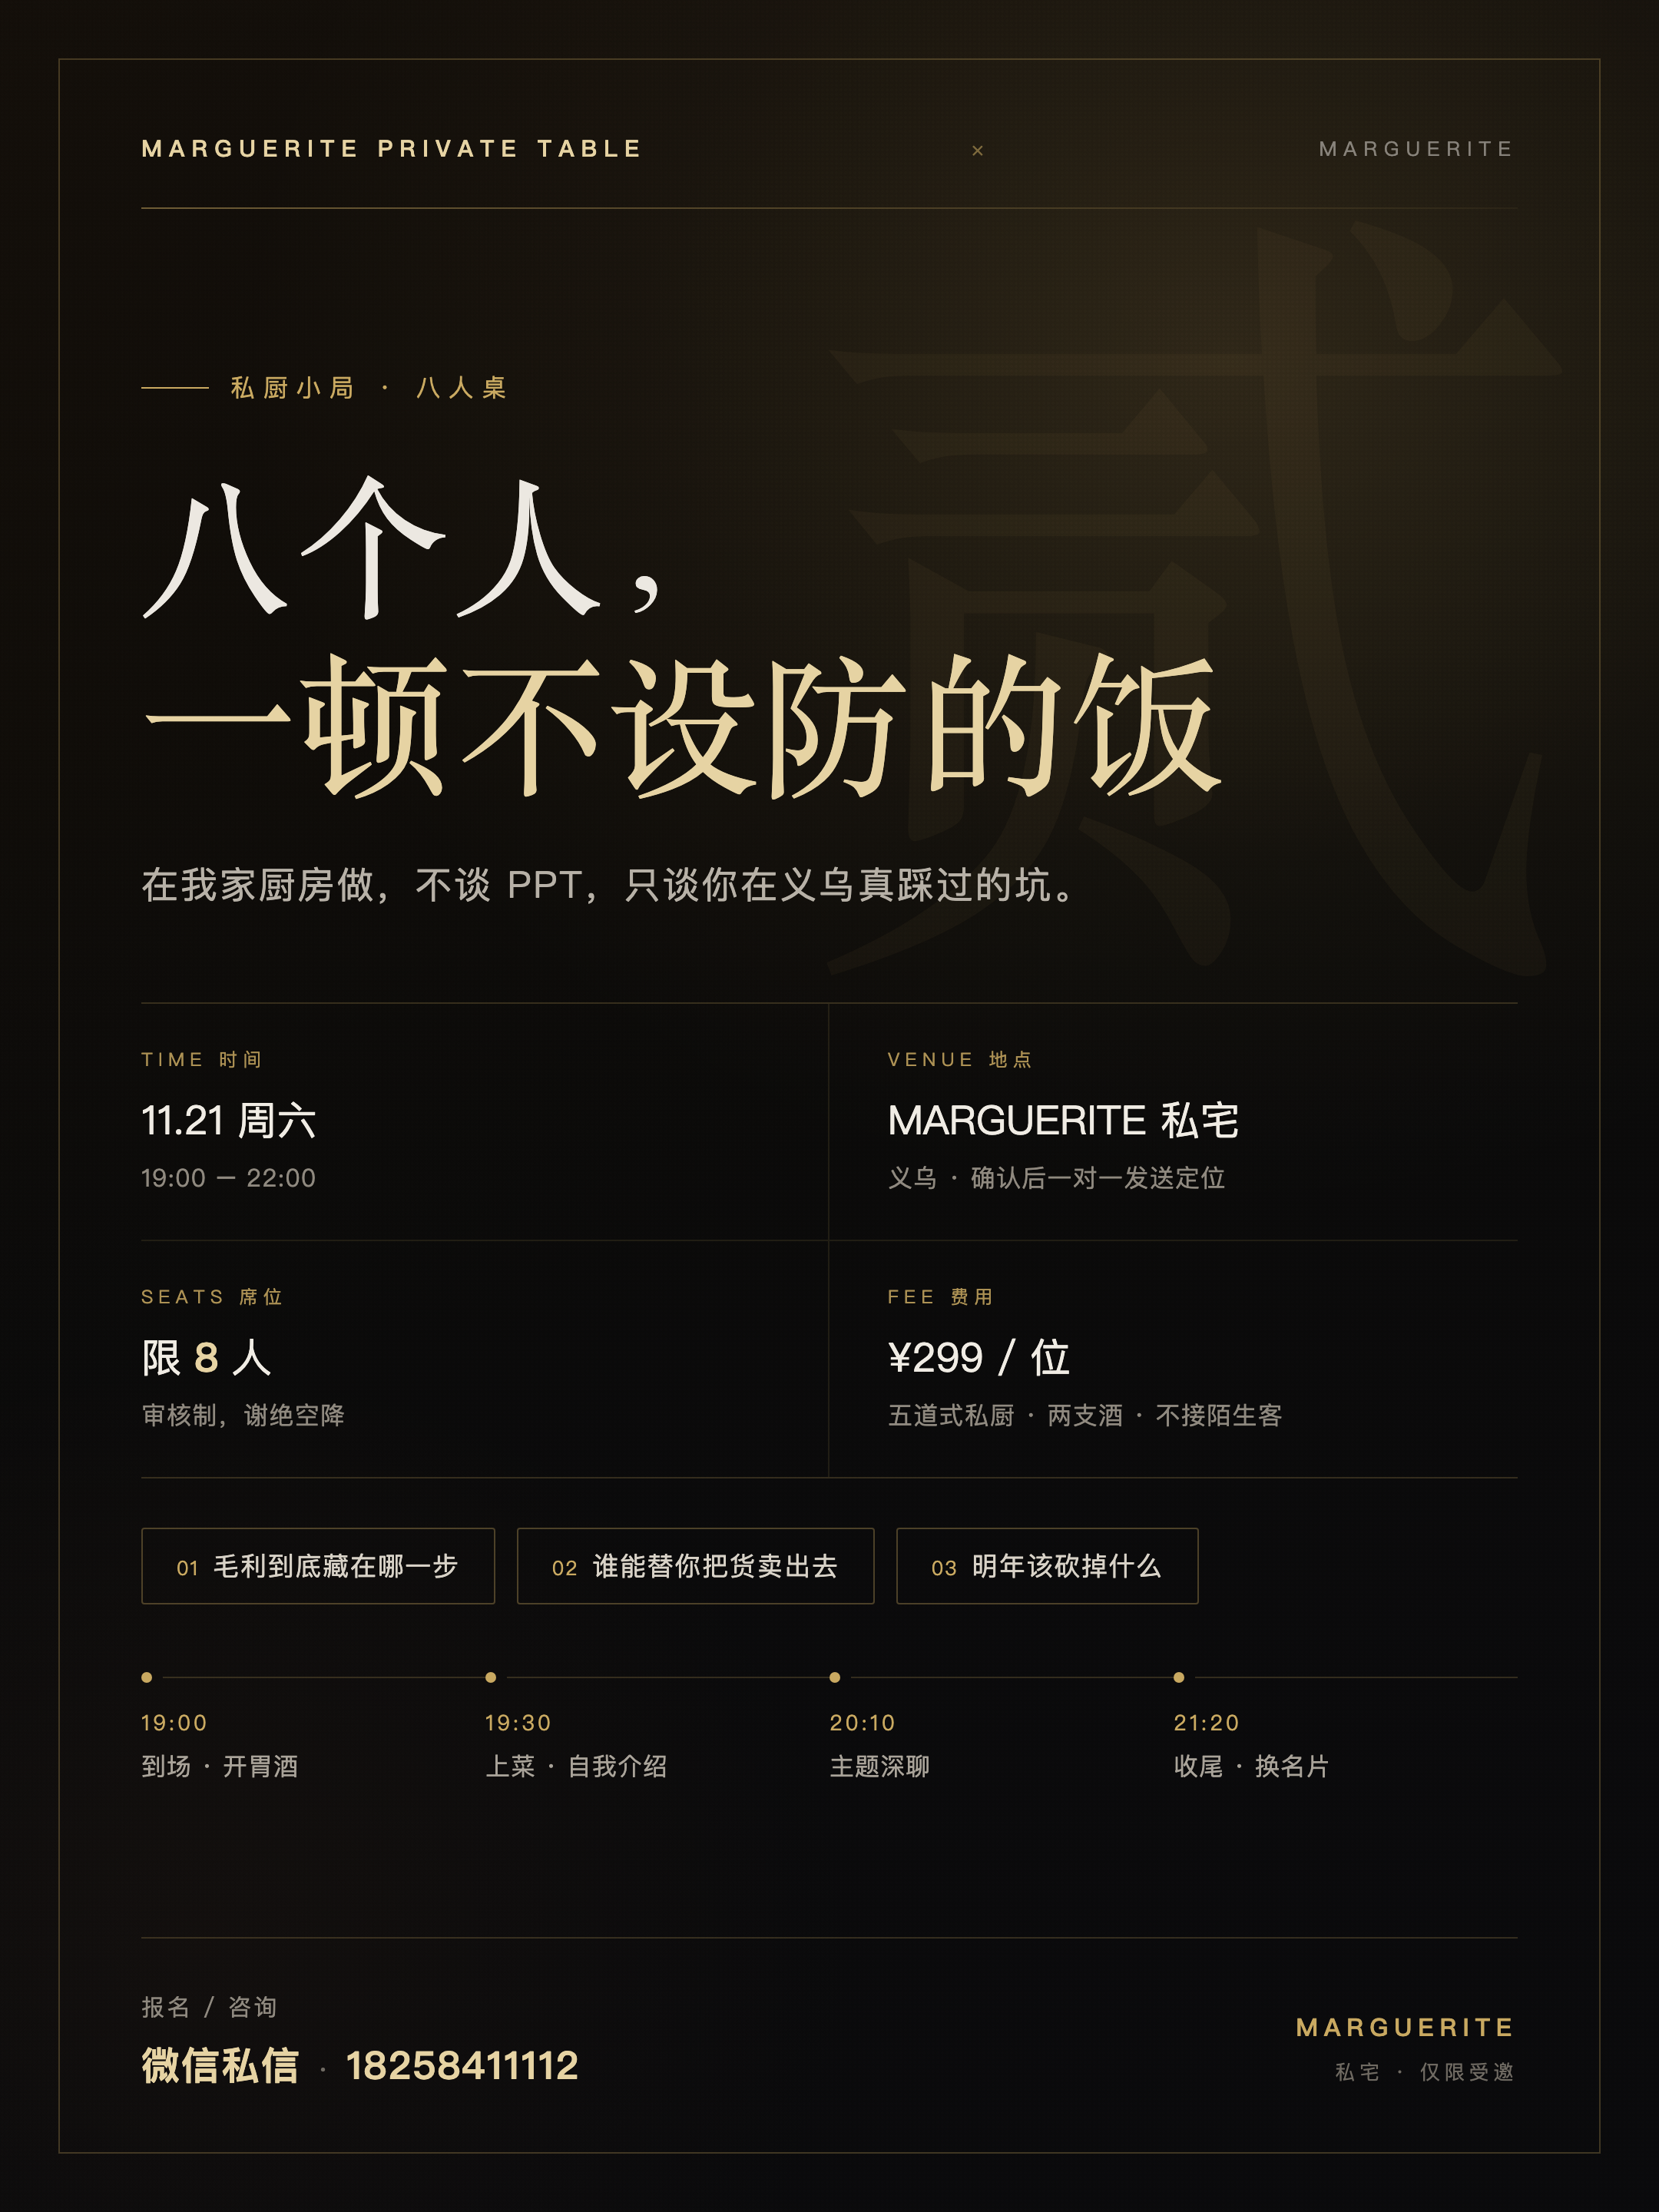 MARGUERITE PRIVATE TABLE × MARGUERITE
贰
私厨小局 · 八人桌
八个人，
一顿不设防的饭
在我家厨房做，不谈 PPT，只谈你在义乌真踩过的坑。
TIME 时间
11.21 周六
19:00 — 22:00
VENUE 地点
MARGUERITE 私宅
义乌 · 确认后一对一发送定位
SEATS 席位
限 8 人
审核制，谢绝空降
FEE 费用
¥299 / 位
五道式私厨 · 两支酒 · 不接陌生客
01 毛利到底藏在哪一步
02 谁能替你把货卖出去
03 明年该砍掉什么
19:00
到场 · 开胃酒
19:30
上菜 · 自我介绍
20:10
主题深聊
21:20
收尾 · 换名片
报名 / 咨询
微信私信 · 18258411112
MARGUERITE
私宅 · 仅限受邀